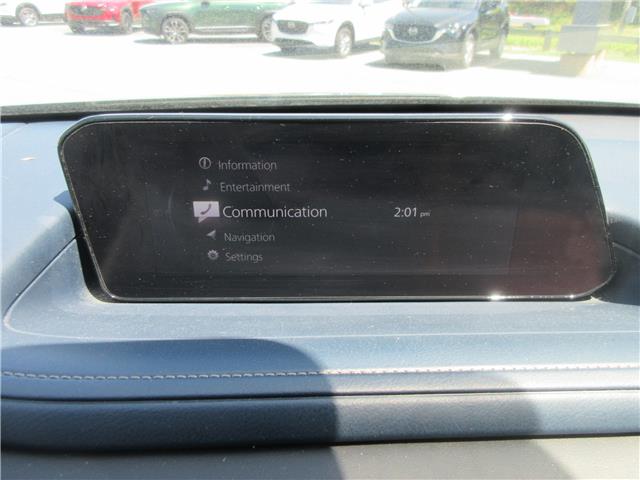 Information
Entertainment
Communication 2:01 pm
Navigation
Settings